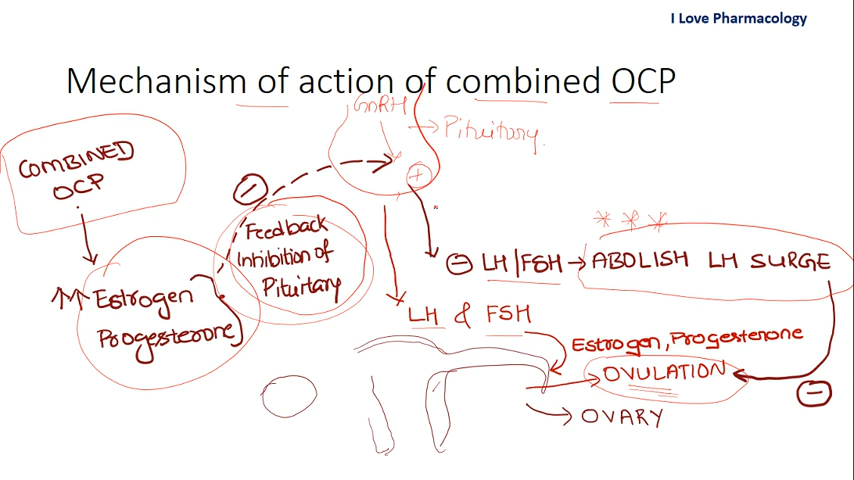 I Love Pharmacology
Mechanism of action of combined OCP
GnRH
Pituitary.
COMBINED
OCP
−
+
Feedback
Inhibition of
Pituirtary
↑↑ Estrogen
Progesterone
* * *
− LH/FSH → ABOLISH LH SURGE
LH & FSH
Estrogen, Progesterone
OVULATION
−
OVARY